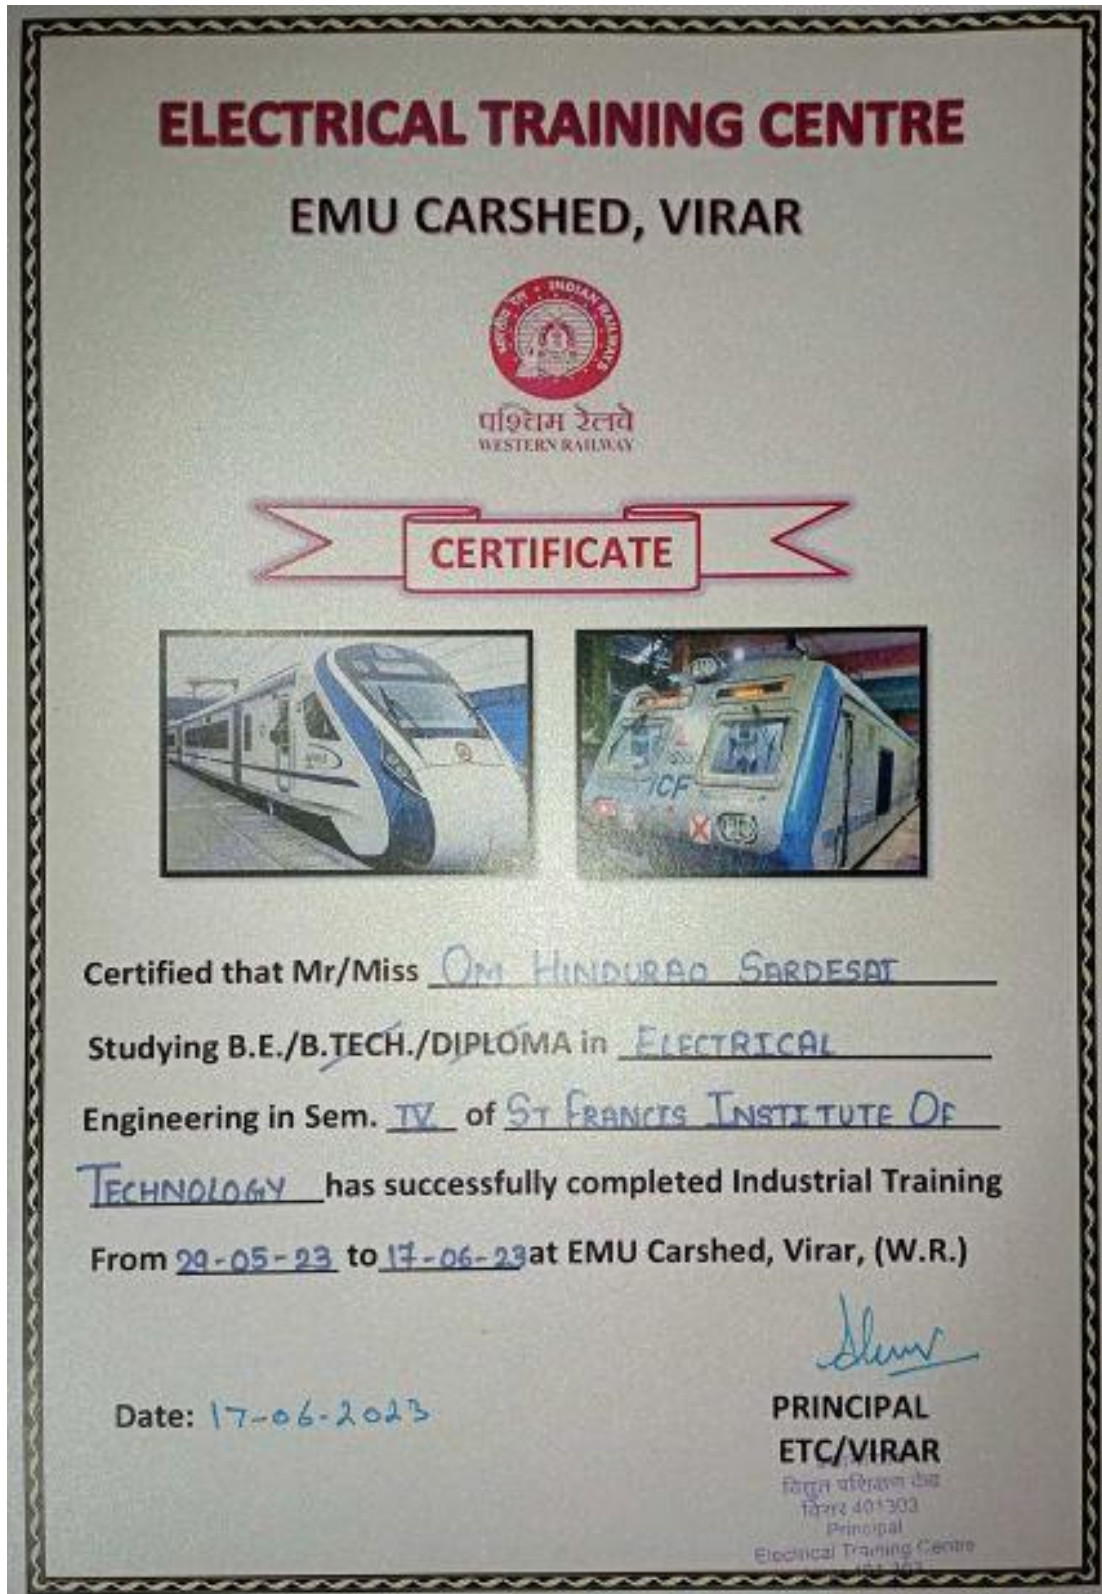 ELECTRICAL TRAINING CENTRE
EMU CARSHED, VIRAR
भारतीय रेल • INDIAN RAILWAYS
पश्चिम रेलवे
WESTERN RAILWAY
CERTIFICATE
ICF
Certified that Mr/Miss OM HINDURAO SARDESAI
Studying B.E./B.TECH./DIPLOMA in ELECTRICAL
Engineering in Sem. IV of ST FRANCIS INSTITUTE OF
TECHNOLOGY has successfully completed Industrial Training
From 29-05-23 to 17-06-23 at EMU Carshed, Virar, (W.R.)
Date: 17-06-2023
PRINCIPAL
ETC/VIRAR
विरार 401303
Principal
Electrical Training Centre